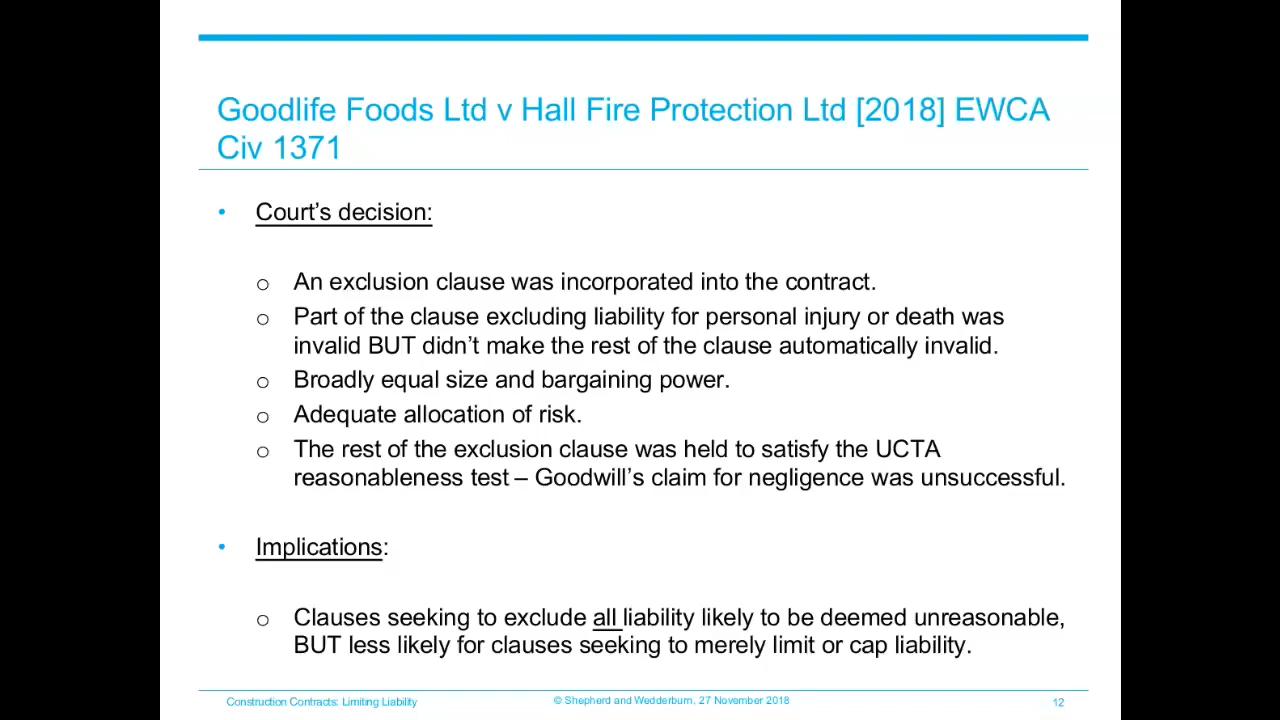 Goodlife Foods Ltd v Hall Fire Protection Ltd [2018] EWCA
Civ 1371
• Court's decision:
o An exclusion clause was incorporated into the contract.
o Part of the clause excluding liability for personal injury or death was
invalid BUT didn't make the rest of the clause automatically invalid.
o Broadly equal size and bargaining power.
o Adequate allocation of risk.
o The rest of the exclusion clause was held to satisfy the UCTA
reasonableness test – Goodwill's claim for negligence was unsuccessful.
• Implications:
o Clauses seeking to exclude all liability likely to be deemed unreasonable,
BUT less likely for clauses seeking to merely limit or cap liability.
Construction Contracts: Limiting Liability © Shepherd and Wedderburn, 27 November 2018 12